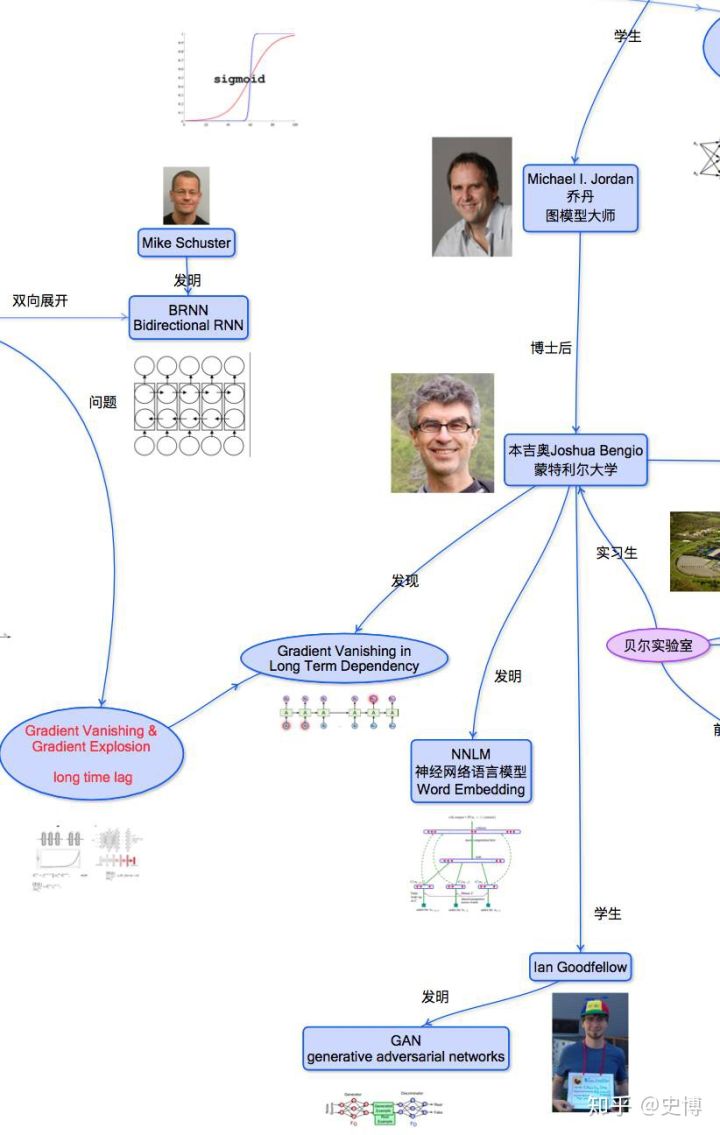 学生
sigmoid
Michael I. Jordan
乔丹
图模型大师
Mike Schuster
发明
双向展开
BRNN
Bidirectional RNN
博士后
问题
本吉奥Joshua Bengio
蒙特利尔大学
实习生
发现
贝尔实验室
Gradient Vanishing in
Long Term Dependency
发明
Gradient Vanishing &
Gradient Explosion
long time lag
NNLM
神经网络语言模型
Word Embedding
学生
Ian Goodfellow
发明
GAN
generative adversarial networks
知乎 @史博